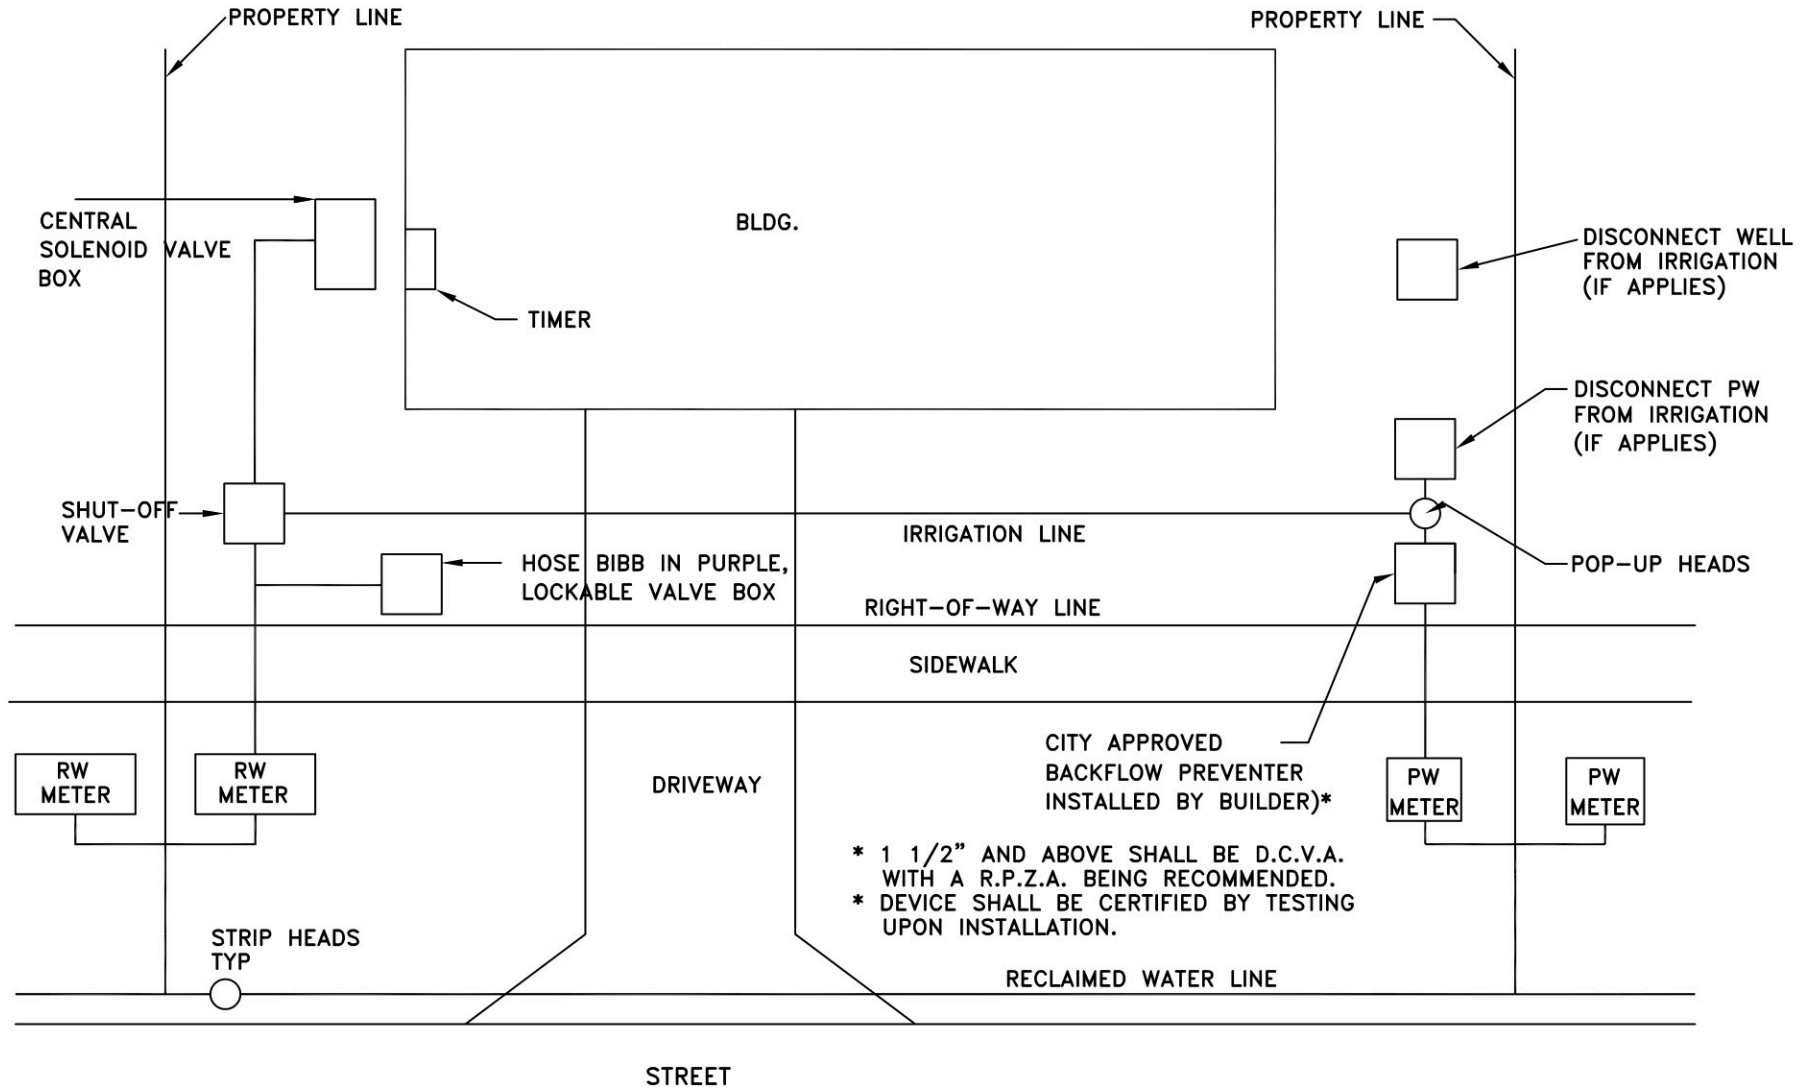 PROPERTY LINE
PROPERTY LINE
CENTRAL
SOLENOID VALVE
BOX
BLDG.
DISCONNECT WELL
FROM IRRIGATION
(IF APPLIES)
TIMER
DISCONNECT PW
FROM IRRIGATION
(IF APPLIES)
SHUT-OFF
VALVE
IRRIGATION LINE
HOSE BIBB IN PURPLE,
LOCKABLE VALVE BOX
POP-UP HEADS
RIGHT-OF-WAY LINE
SIDEWALK
RW
METER
RW
METER
DRIVEWAY
CITY APPROVED
BACKFLOW PREVENTER
INSTALLED BY BUILDER)*
PW
METER
PW
METER
* 1 1/2" AND ABOVE SHALL BE D.C.V.A.
WITH A R.P.Z.A. BEING RECOMMENDED.
* DEVICE SHALL BE CERTIFIED BY TESTING
UPON INSTALLATION.
STRIP HEADS
TYP
RECLAIMED WATER LINE
STREET